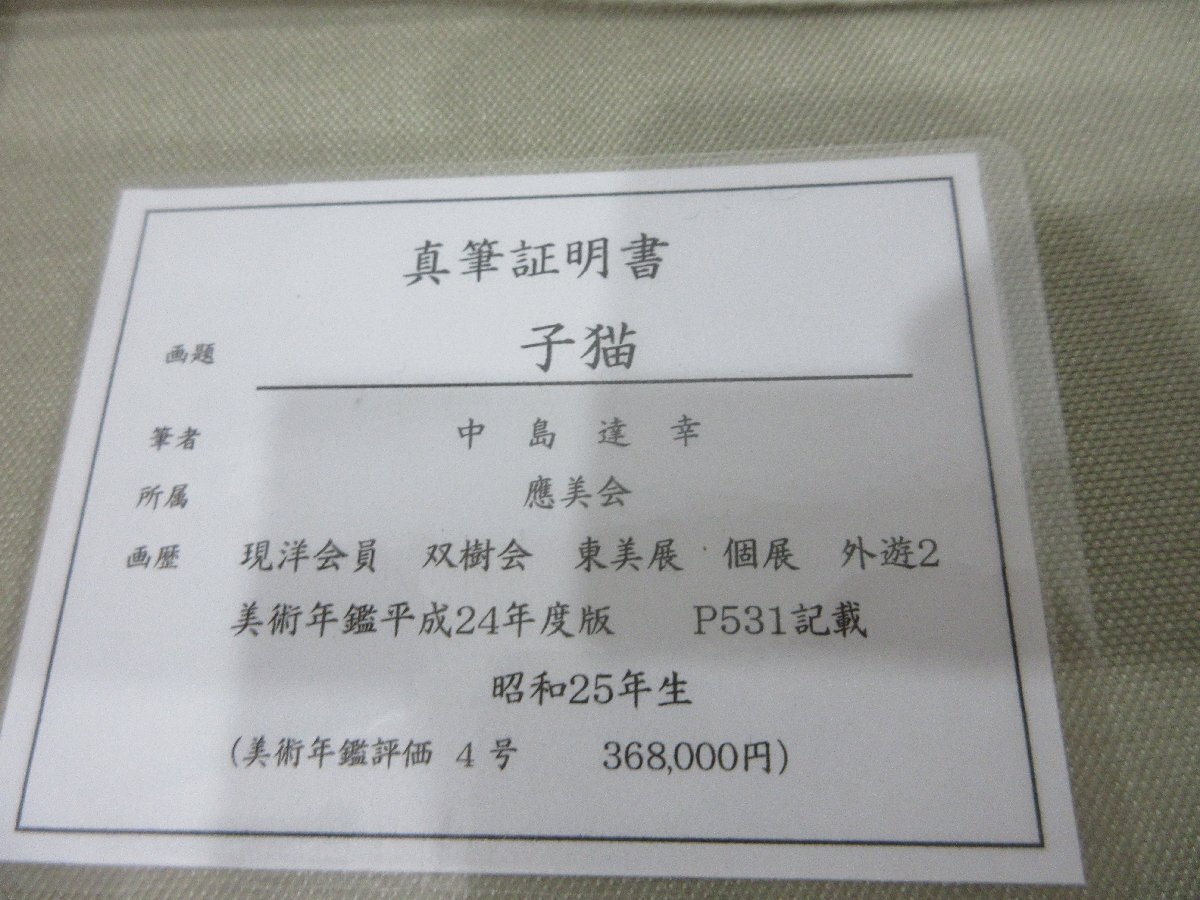 真筆証明書
画題 子猫
筆者 中島達幸
所属 應美会
画歴 現洋会員 双樹会 東美展 個展 外遊2
美術年鑑平成24年度版 P531記載
昭和25年生
(美術年鑑評価 4号 368,000円)